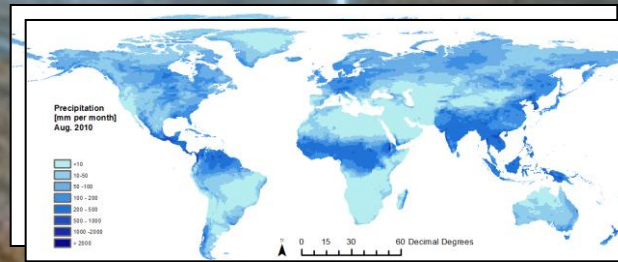 Precipitation
[mm per month]
Aug. 2010
<10
10-50
50 -100
100 - 200
200 - 500
500 - 1000
1000 -2000
> 2000
N
0 15 30 60 Decimal Degrees